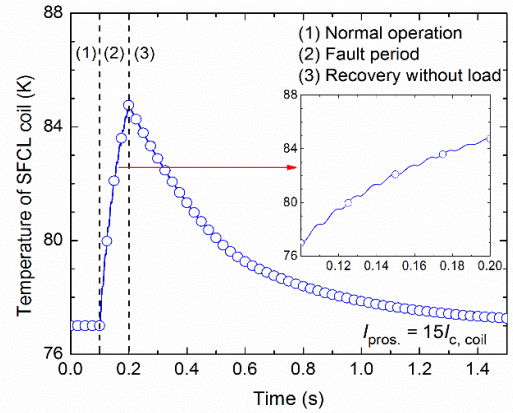 88
(1) Normal operation
(2) Fault period
(3) Recovery without load
(1) (2) (3)
84
80
76
Temperature of SFCL coil (K)
88
84
80
76
0.12 0.14 0.16 0.18 0.20
I pros. = 15I c, coil
0.0 0.2 0.4 0.6 0.8 1.0 1.2 1.4
Time (s)